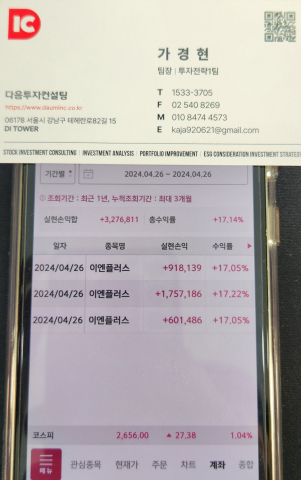 IC
가 경 현
팀장 | 투자전략1팀
다음투자컨설팅
https://www.dauminc.co.kr
06178 서울시 강남구 테헤란로82길 15
DI TOWER
T 1533-3705
F 02 540 8269
M 010 8474 4573
E kaja920621@gmail.com
STOCK INVESTMENT CONSULTING | INVESTMENT ANALYSIS | PORTFOLIO IMPROVEMENT | ESG CONSIDERATION INVESTMENT STRATEG
기간별 2024.04.26 ~ 2024.04.26
조회기간 : 최근 1년, 누적조회기간 : 최대 3개월
실현손익합 +3,276,811 총수익률 +17.14%
일자 종목명 실현손익 수익률
2024/04/26 이엔플러스 +918,139 +17.05%
2024/04/26 이엔플러스 +1,757,186 +17.22%
2024/04/26 이엔플러스 +601,486 +17.05%
코스피 2,656.00 ▲ 27.38 1.04%
메뉴 관심종목 현재가 주문 차트 계좌 종합